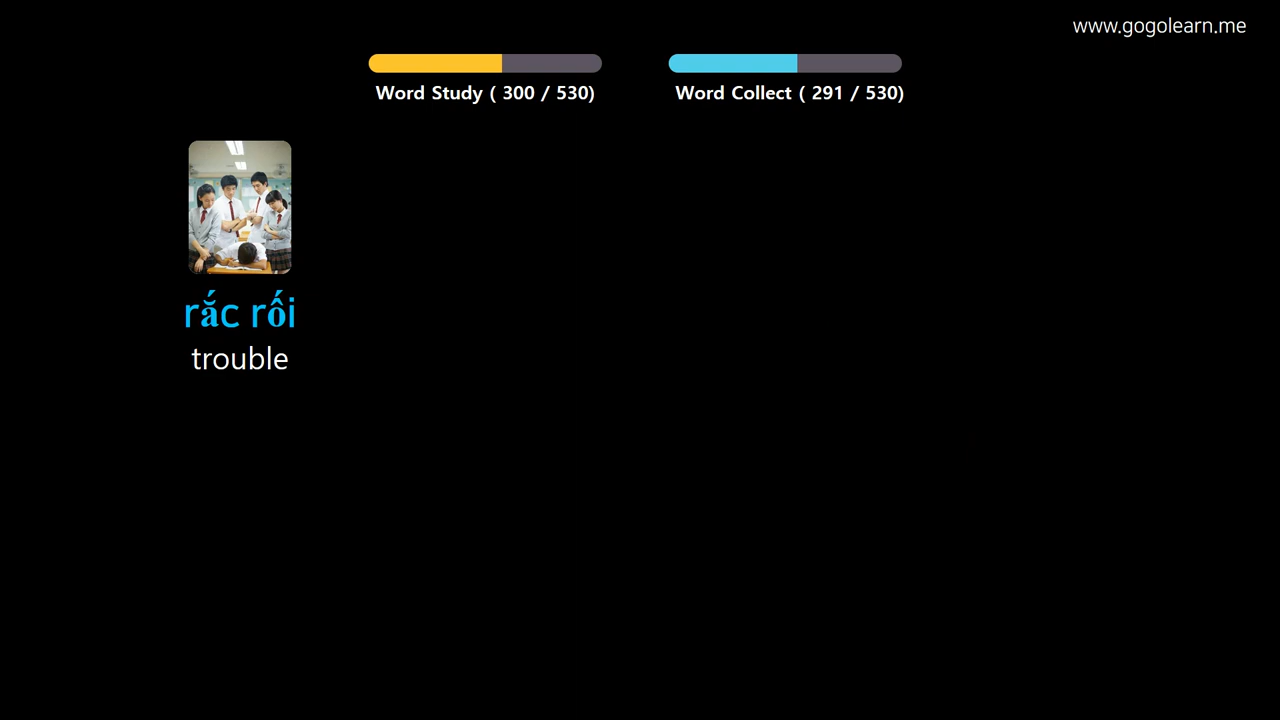 www.gogolearn.me
Word Study ( 300 / 530)
Word Collect ( 291 / 530)
rắc rối
trouble